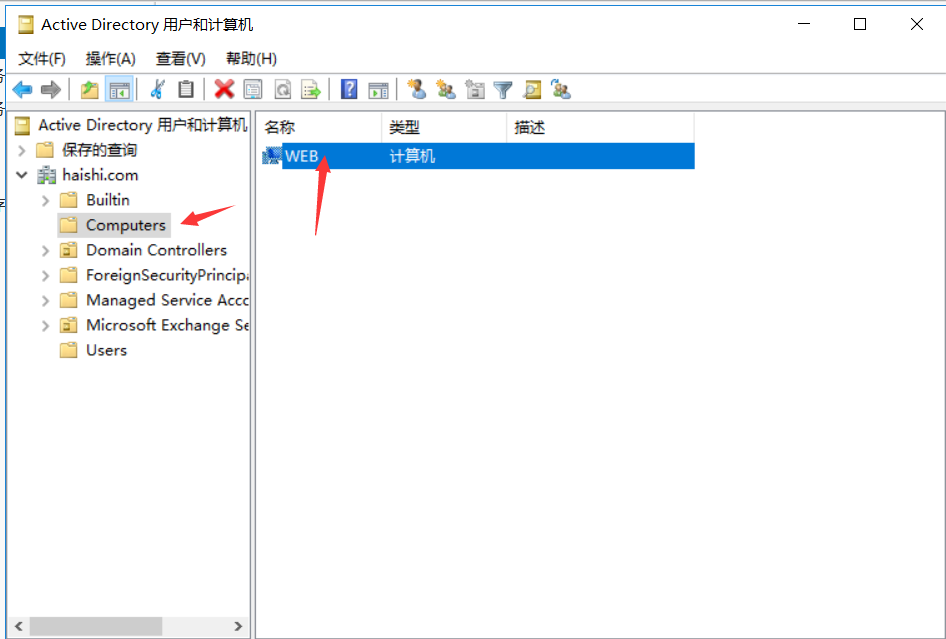 Active Directory 用户和计算机
文件(F) 操作(A) 查看(V) 帮助(H)
Active Directory 用户和计算机
保存的查询
haishi.com
Builtin
Computers
Domain Controllers
ForeignSecurityPrincipa
Managed Service Acco
Microsoft Exchange Se
Users
名称 类型 描述
WEB 计算机